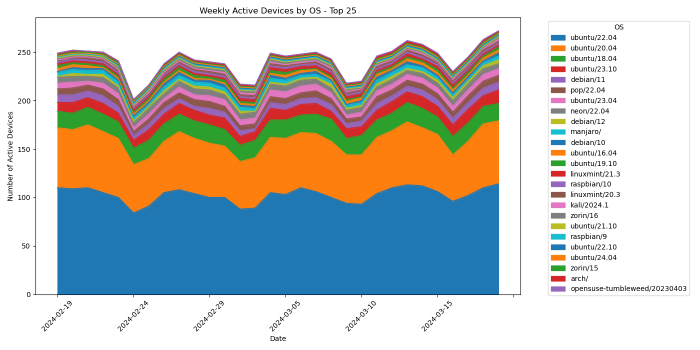 Weekly Active Devices by OS - Top 25
Number of Active Devices
250
200
150
100
50
0
2024-02-19
2024-02-24
2024-02-29
2024-03-05
2024-03-10
2024-03-15
Date
OS
ubuntu/22.04
ubuntu/20.04
ubuntu/18.04
ubuntu/23.10
debian/11
pop/22.04
ubuntu/23.04
neon/22.04
debian/12
manjaro/
debian/10
ubuntu/16.04
ubuntu/19.10
linuxmint/21.3
raspbian/10
linuxmint/20.3
kali/2024.1
zorin/16
ubuntu/21.10
raspbian/9
ubuntu/22.10
ubuntu/24.04
zorin/15
arch/
opensuse-tumbleweed/20230403